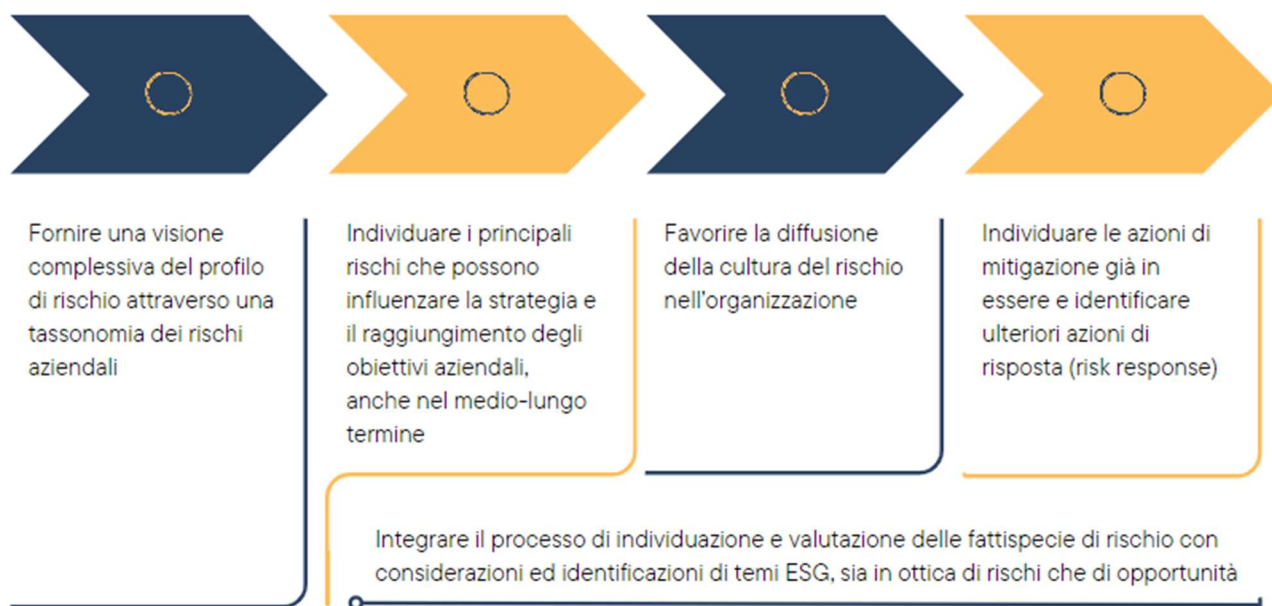 Fornire una visione
complessiva del profilo
di rischio attraverso una
tassonomia dei rischi
aziendali
Individuare i principali
rischi che possono
influenzare la strategia e
il raggiungimento degli
obiettivi aziendali,
anche nel medio-lungo
termine
Favorire la diffusione
della cultura del rischio
nell'organizzazione
Individuare le azioni di
mitigazione già in
essere e identificare
ulteriori azioni di
risposta (risk response)
Integrare il processo di individuazione e valutazione delle fattispecie di rischio con
considerazioni ed identificazioni di temi ESG, sia in ottica di rischi che di opportunità